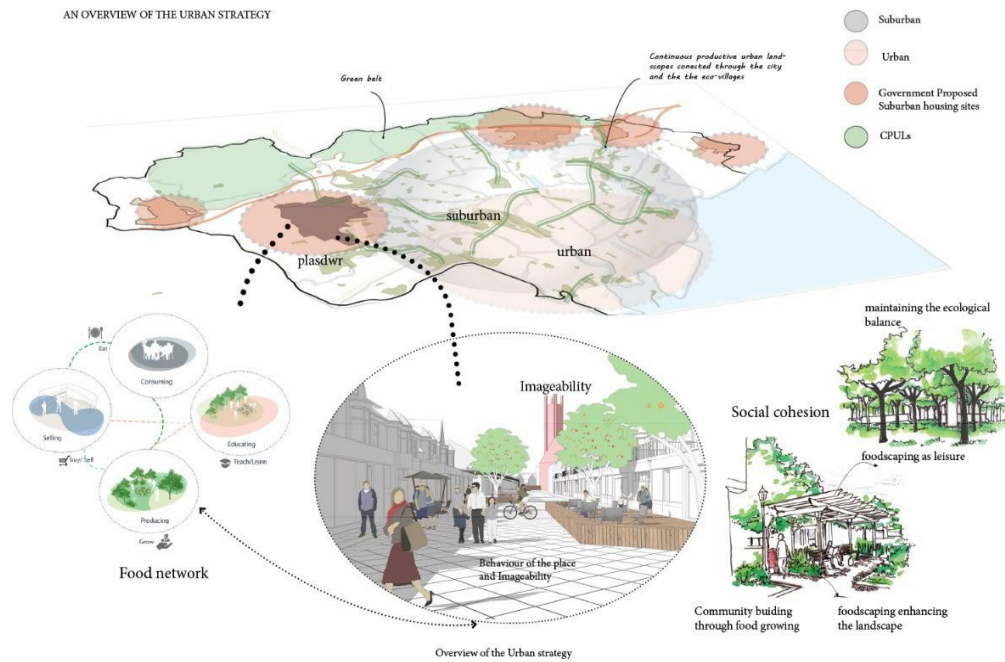 AN OVERVIEW OF THE URBAN STRATEGY
Suburban
Urban
Government Proposed
Suburban housing sites
CPULs
Green belt
Continuous productive urban land-
scapes conected through the city
and the the eco-villages
suburban
urban
plasdwr
Eat
Consuming
Selling
buy/ Sell
Educating
Teach/Learn
Producing
Grow
Food network
Imageability
Behaviour of the place
and Imageability
maintaining the ecological
balance
Social cohesion
foodscaping as leisure
Community buiding
through food growing
foodscaping enhancing
the landscape
Overview of the Urban strategy